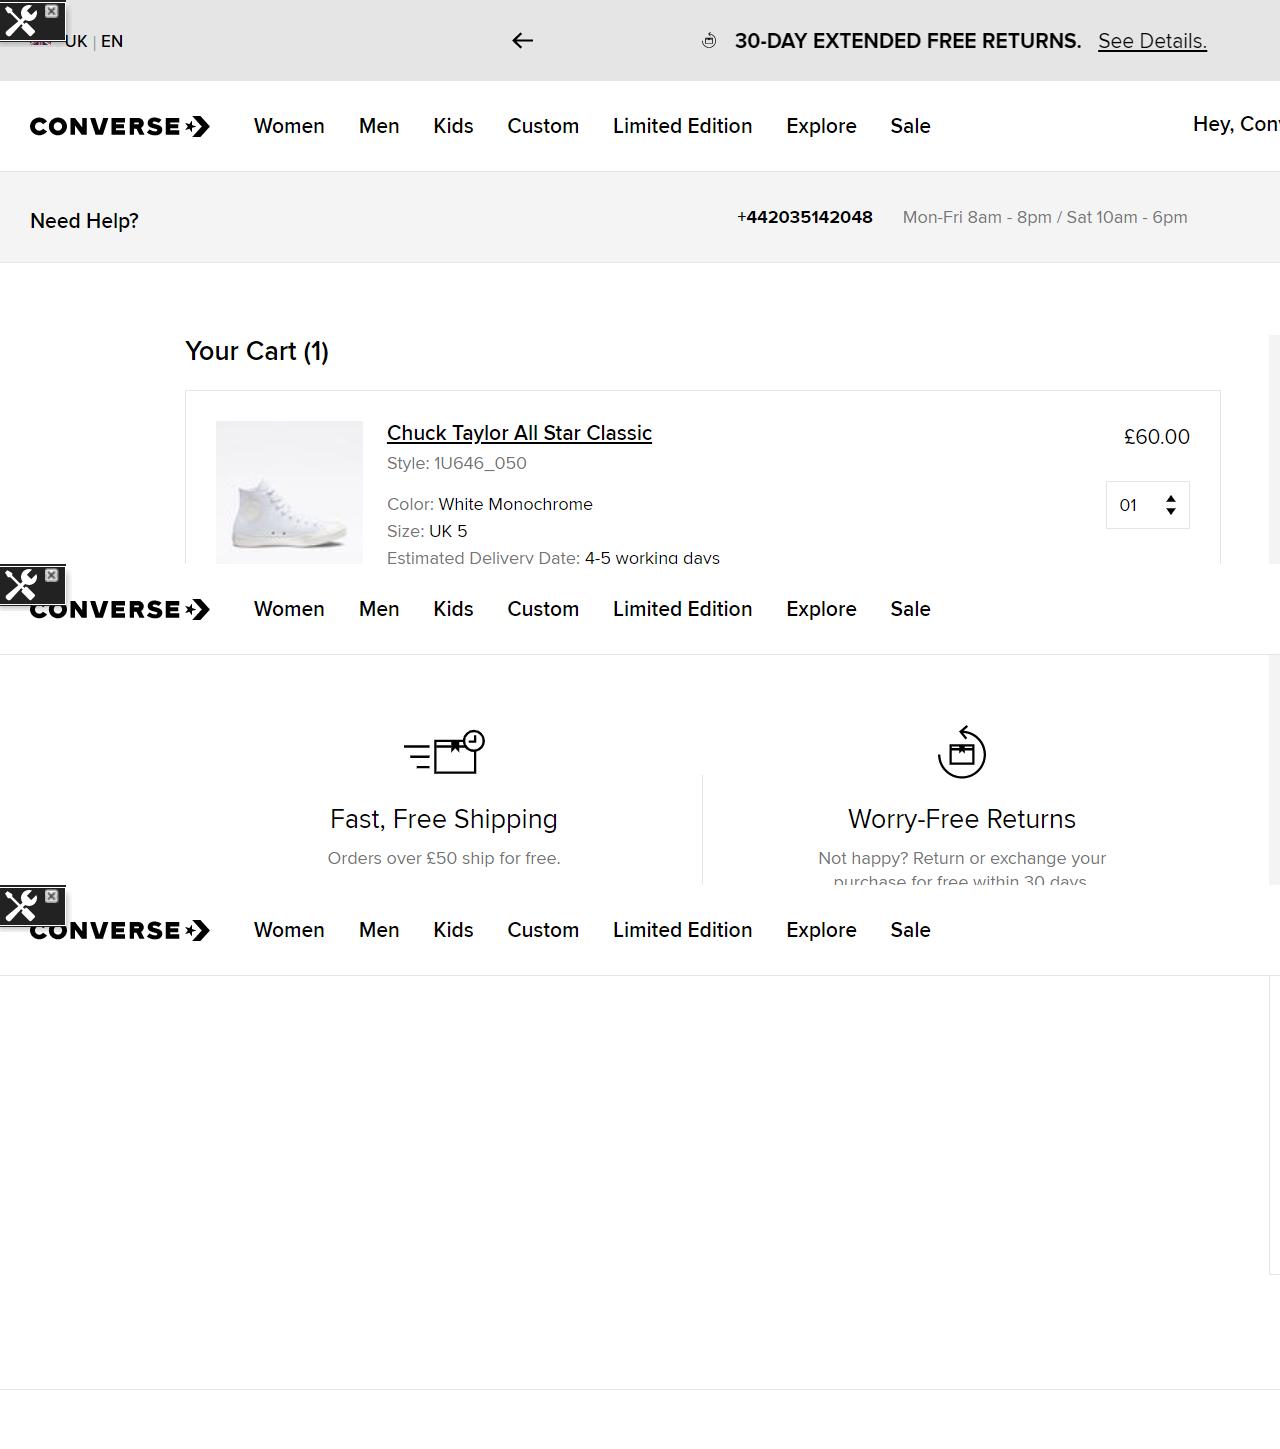 UK | EN
30-DAY EXTENDED FREE RETURNS. See Details.
CONVERSE Women Men Kids Custom Limited Edition Explore Sale
Hey,
Need Help?
+442035142048 Mon-Fri 8am - 8pm / Sat 10am - 6pm
Your Cart (1)
Chuck Taylor All Star Classic
£60.00
Style: 1U646_050
Color: White Monochrome
01
Size: UK 5
Estimated Delivery Date: 4-5 working days
CONVERSE Women Men Kids Custom Limited Edition Explore Sale
Fast, Free Shipping
Orders over £50 ship for free.
Worry-Free Returns
Not happy? Return or exchange your
purchase for free within 30 days
CONVERSE Women Men Kids Custom Limited Edition Explore Sale